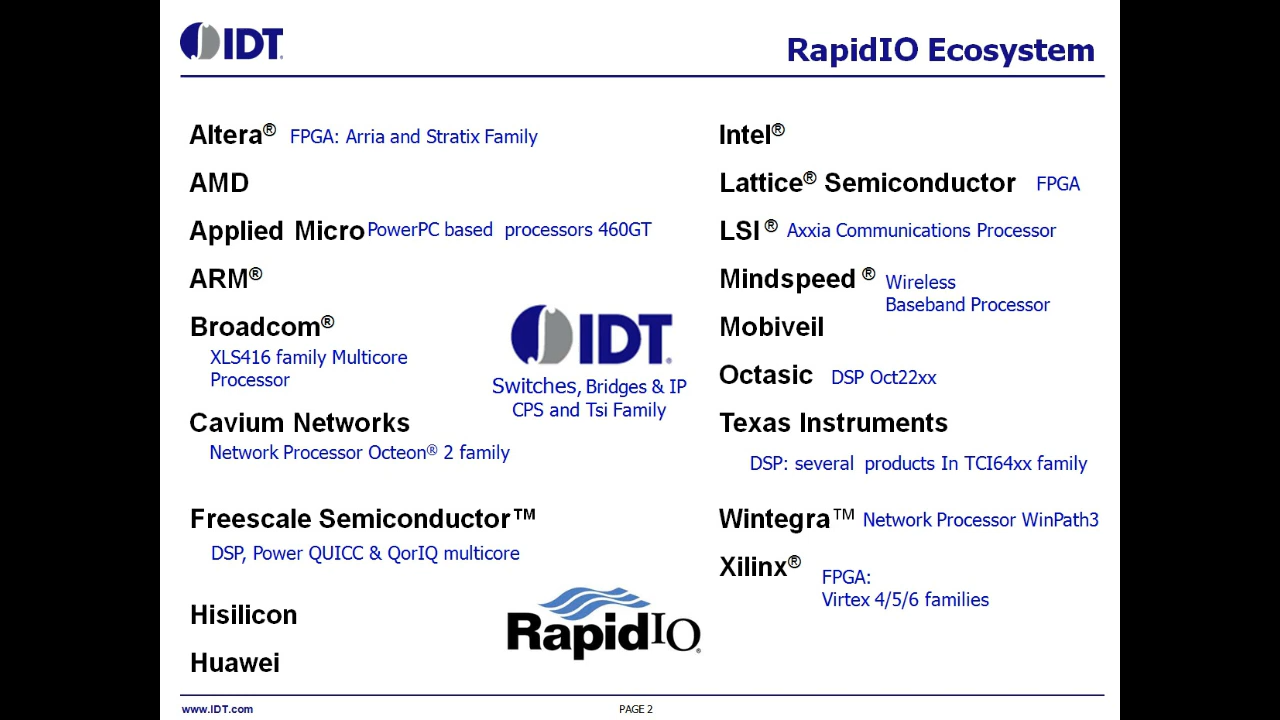 IDT.
RapidIO Ecosystem
Altera® FPGA: Arria and Stratix Family
AMD
Applied Micro PowerPC based processors 460GT
ARM®
Broadcom®
XLS416 family Multicore
Processor
Cavium Networks
Network Processor Octeon® 2 family
Freescale Semiconductor™
DSP, Power QUICC & QorIQ multicore
Hisilicon
Huawei
IDT.
Switches, Bridges & IP
CPS and Tsi Family
RapidIO
Intel®
Lattice® Semiconductor FPGA
LSI® Axxia Communications Processor
Mindspeed® Wireless
Baseband Processor
Mobiveil
Octasic DSP Oct22xx
Texas Instruments
DSP: several products In TCI64xx family
Wintegra™ Network Processor WinPath3
Xilinx® FPGA:
Virtex 4/5/6 families
www.IDT.com
PAGE 2